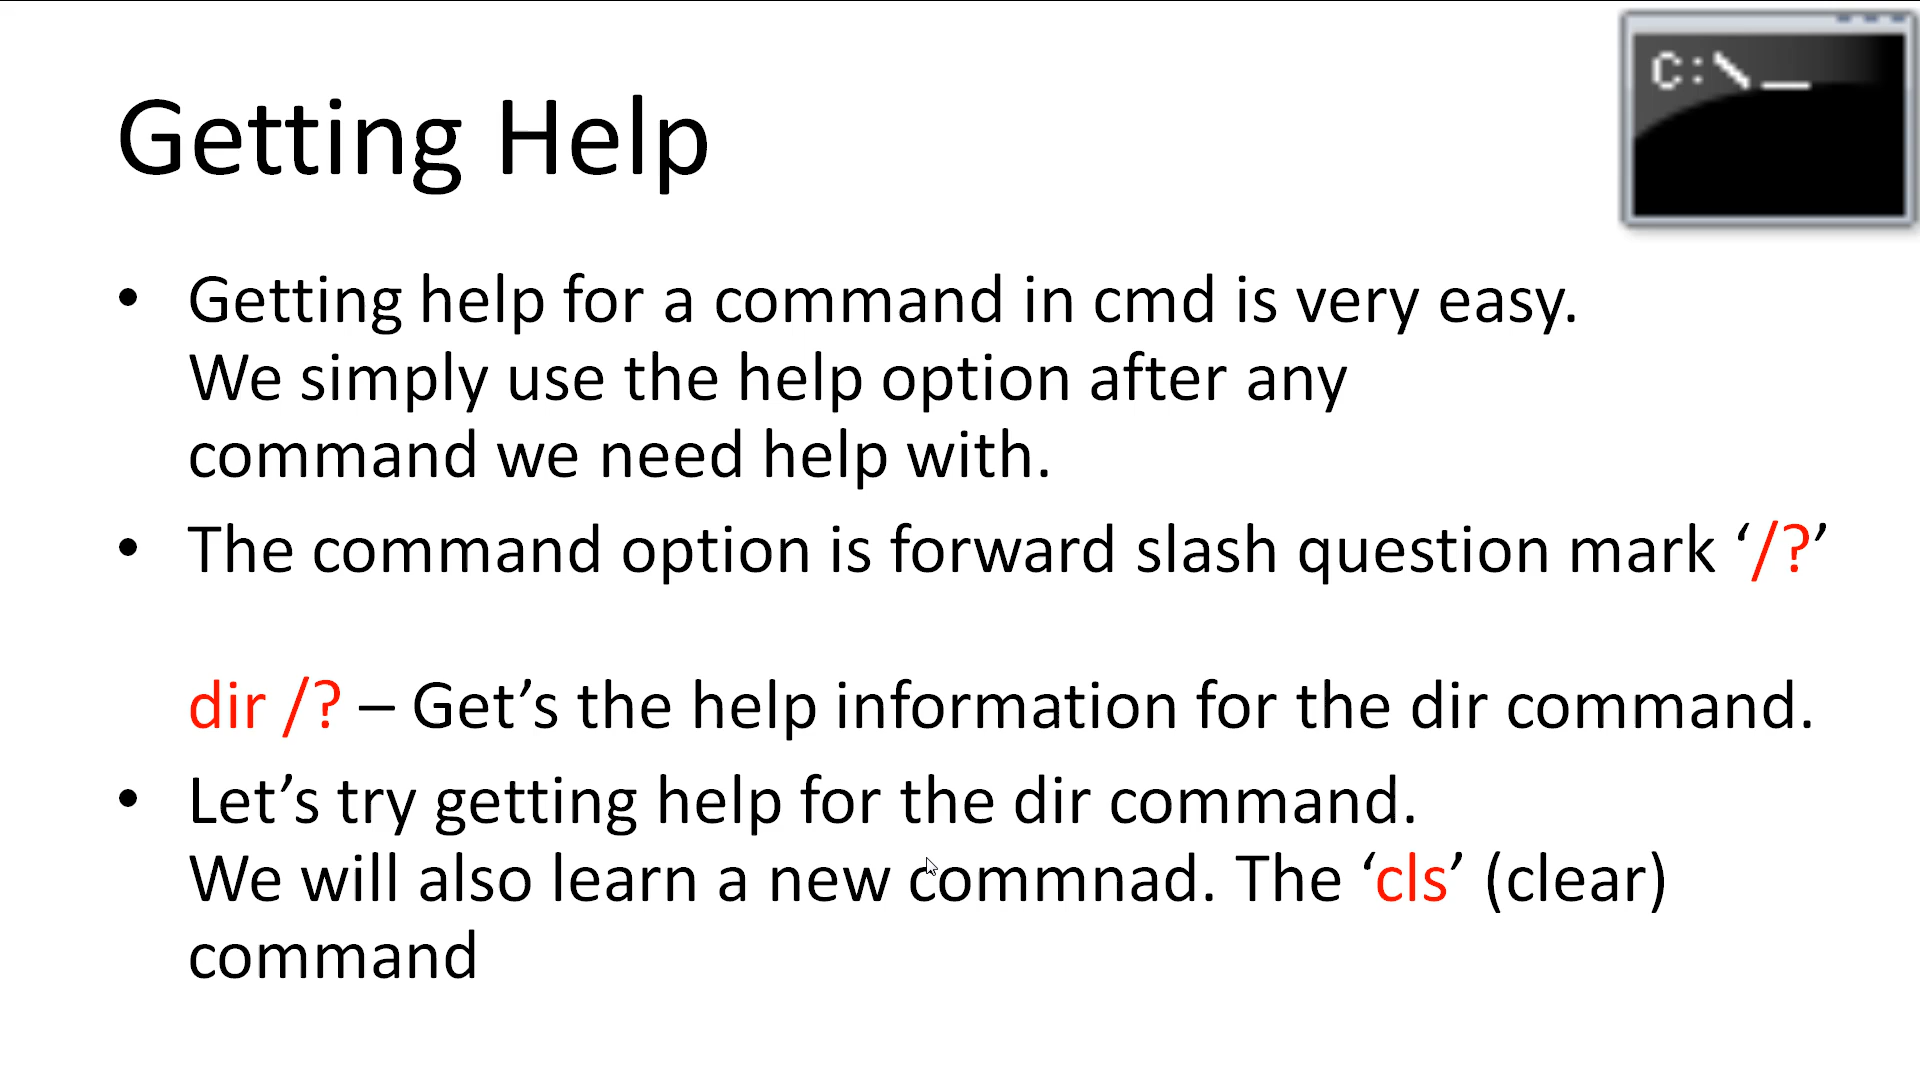 C:\_
Getting Help
• Getting help for a command in cmd is very easy.
We simply use the help option after any
command we need help with.
• The command option is forward slash question mark ‘/?’
dir /? – Get’s the help information for the dir command.
• Let’s try getting help for the dir command.
We will also learn a new commnad. The ‘cls’ (clear)
command